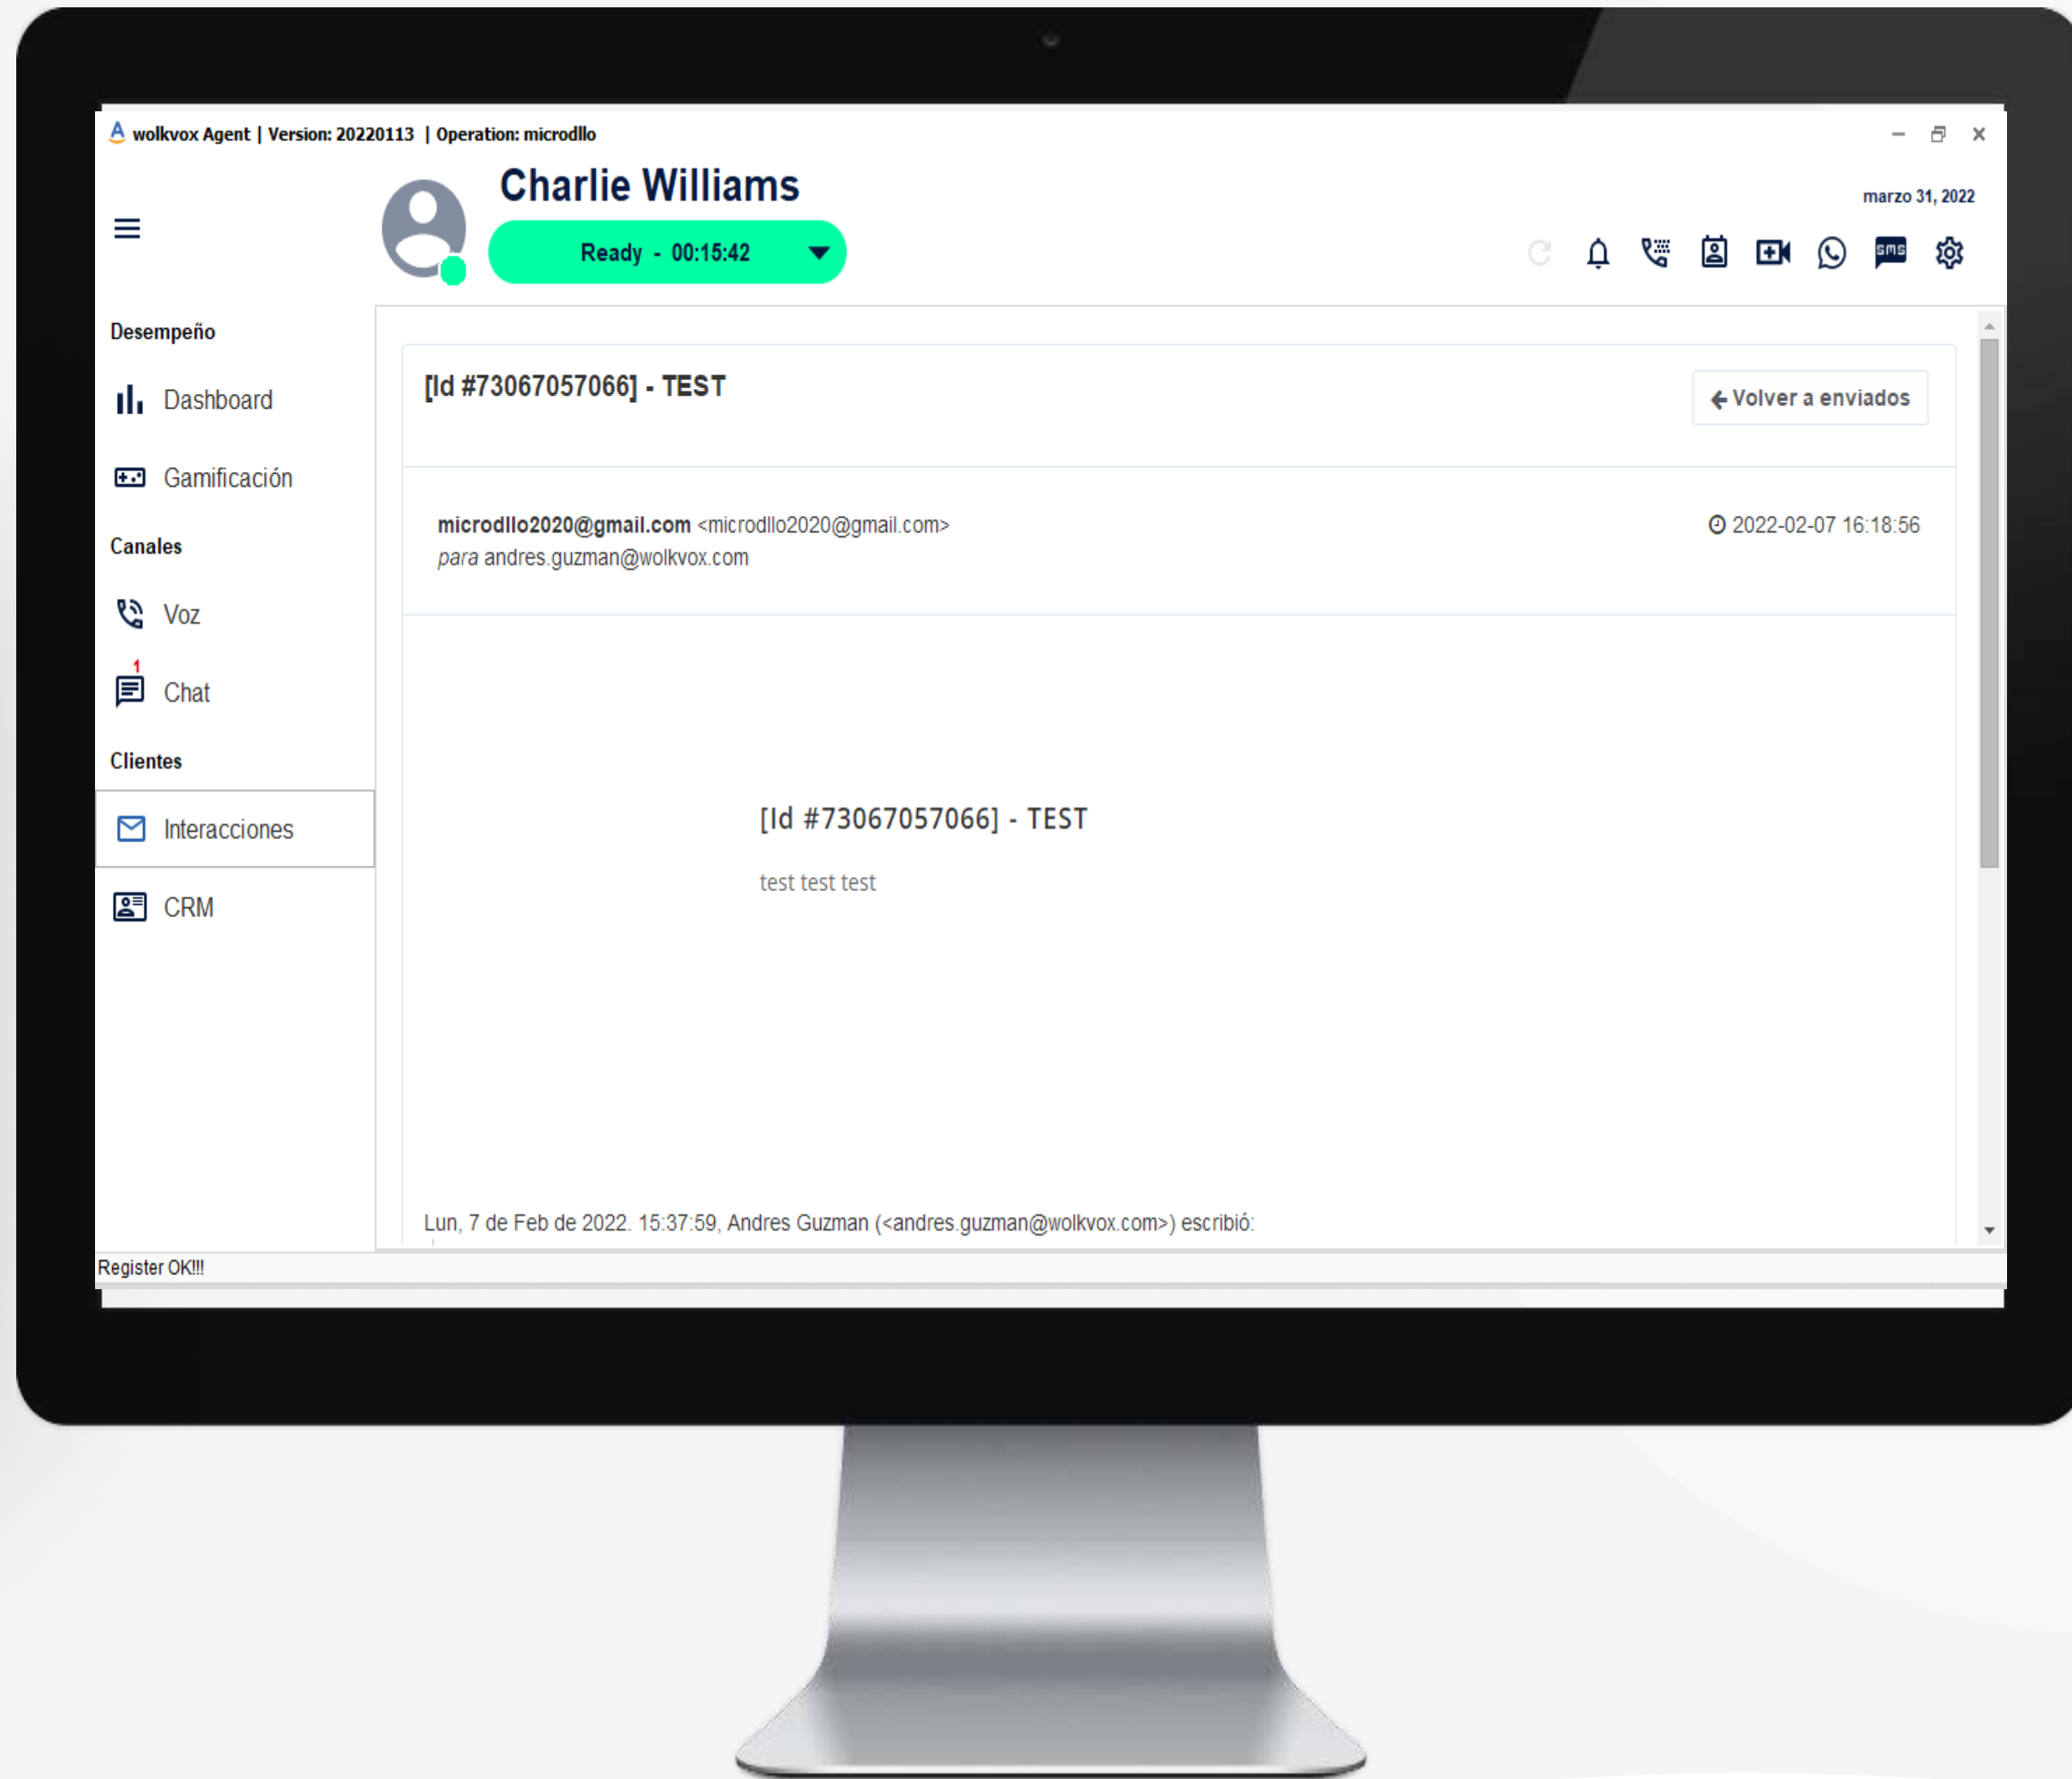 wolkvox Agent | Version: 20220113 | Operation: microdllo
Charlie Williams
marzo 31, 2022
Ready - 00:15:42
SMS
Desempeño
Dashboard
Gamificación
Canales
Voz
1
Chat
Clientes
Interacciones
CRM
[Id #73067057066] - TEST
Volver a enviados
microdllo2020@gmail.com <microdllo2020@gmail.com>
2022-02-07 16:18:56
para andres.guzman@wolkvox.com
[Id #73067057066] - TEST
test test test
Lun, 7 de Feb de 2022. 15:37:59, Andres Guzman (<andres.guzman@wolkvox.com>) escribió:
Register OK!!!